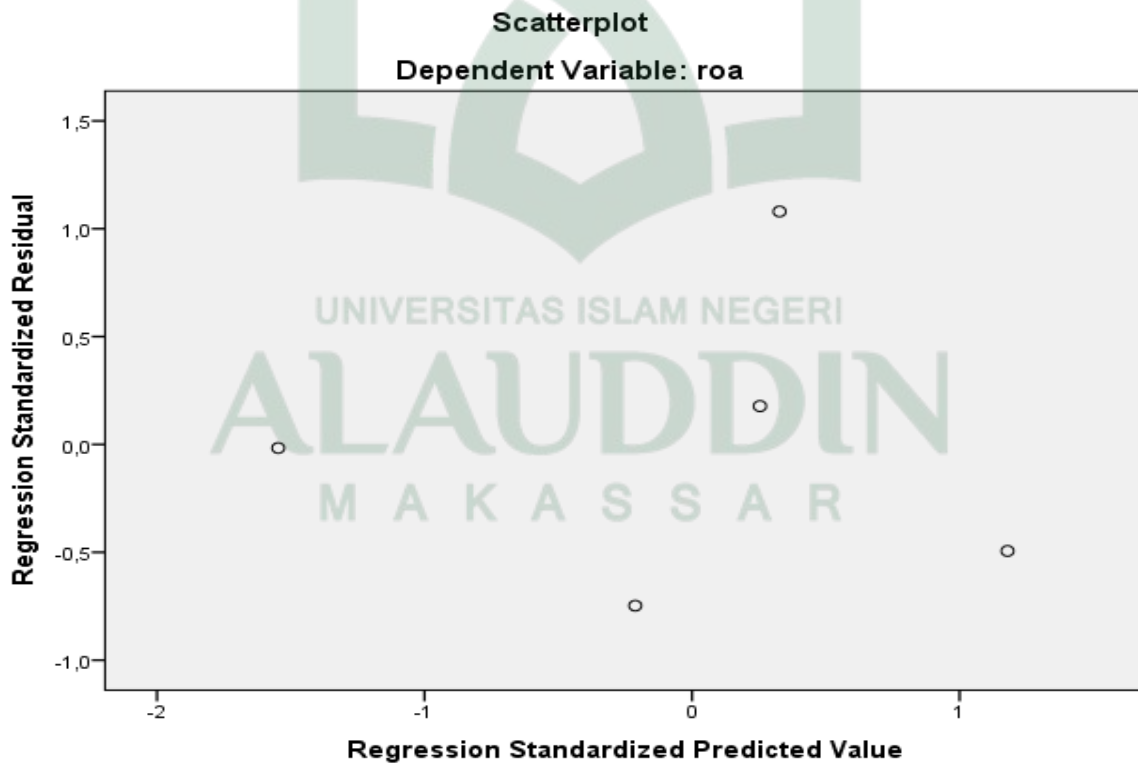 Scatterplot
Dependent Variable: roa
1,5
1,0
0,5
0,0
-0,5
-1,0
Regression Standardized Residual
UNIVERSITAS ISLAM NEGERI
ALAUDDIN
MAKASSAR
-2 -1 0 1
Regression Standardized Predicted Value